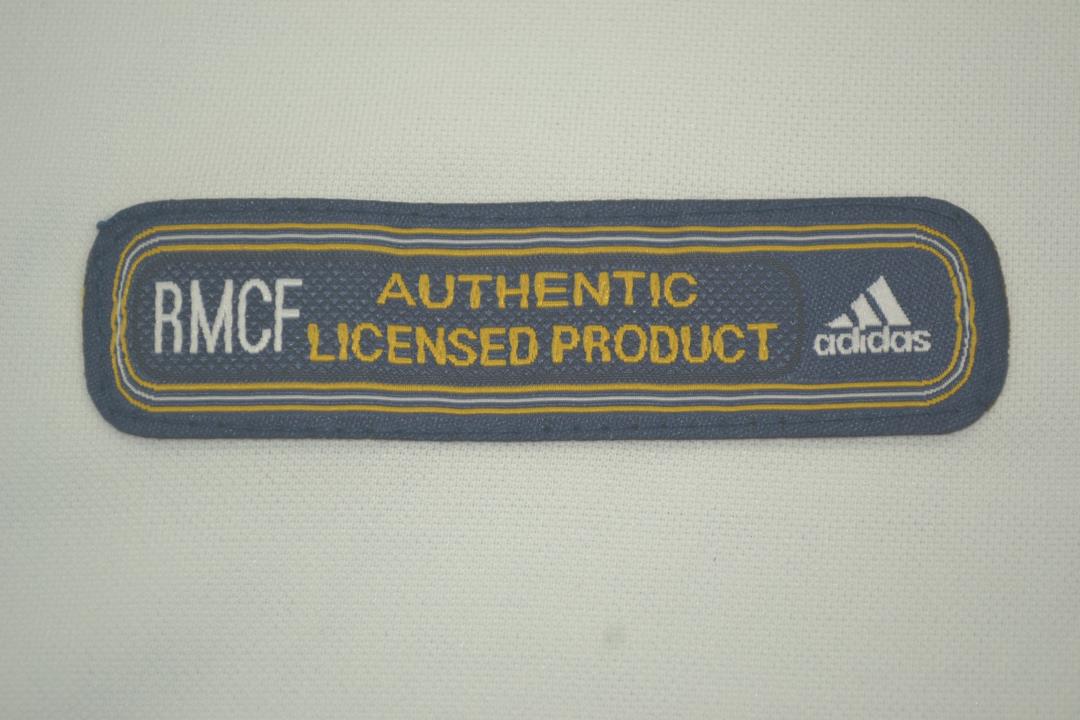 RMCF
AUTHENTIC
LICENSED PRODUCT
adidas